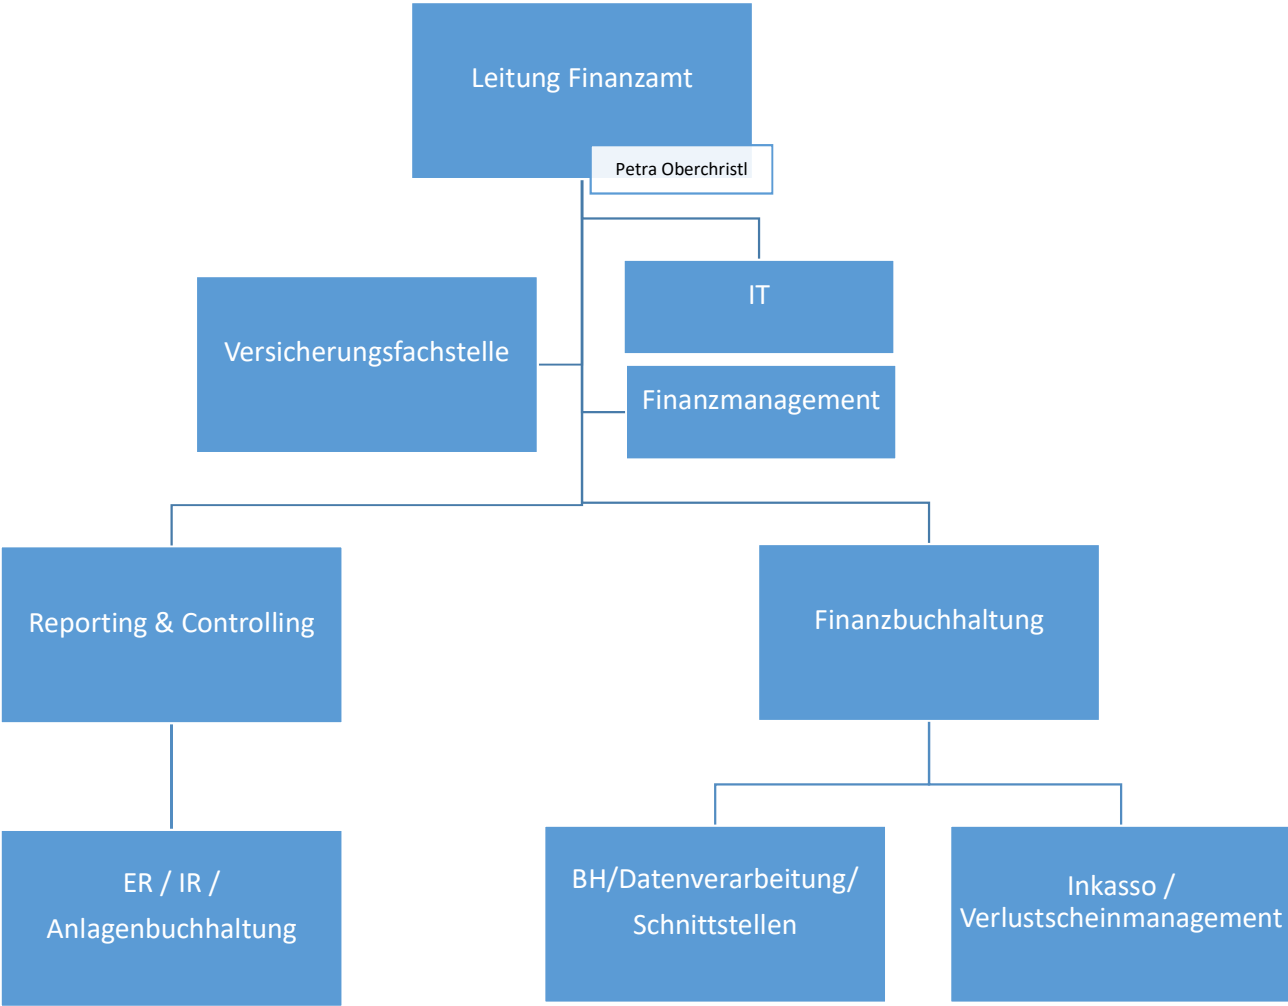 Leitung Finanzamt
Petra Oberchristl
IT
Versicherungsfachstelle
Finanzmanagement
Reporting & Controlling
Finanzbuchhaltung
ER / IR /
Anlagenbuchhaltung
BH/Datenverarbeitung/
Schnittstellen
Inkasso /
Verlustscheinmanagement